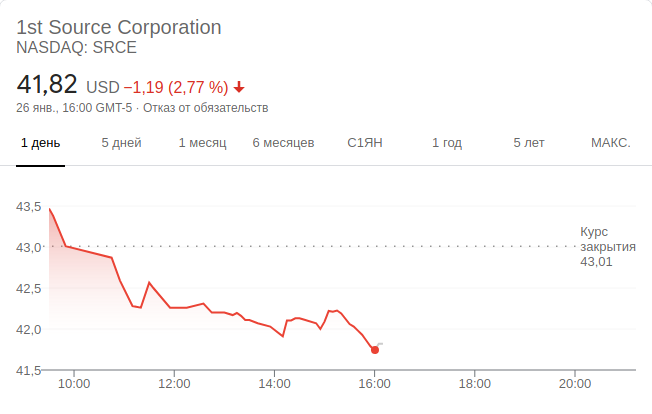 1st Source Corporation
NASDAQ: SRCE
41,82 USD −1,19 (2,77 %)
26 янв., 16:00 GMT-5 · Отказ от обязательств
1 день 5 дней 1 месяц 6 месяцев С1ЯН 1 год 5 лет МАКС.
43,5
43,0
42,5
42,0
41,5
Курс
закрытия
43,01
10:00 12:00 14:00 16:00 18:00 20:00